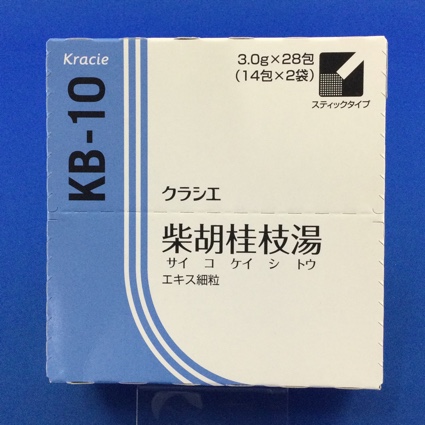 Kracie
KB-10
3.0g×28包
(14包×2袋)
スティックタイプ
クラシエ
柴胡桂枝湯
サイ コ ケイ シ トウ
エキス細粒